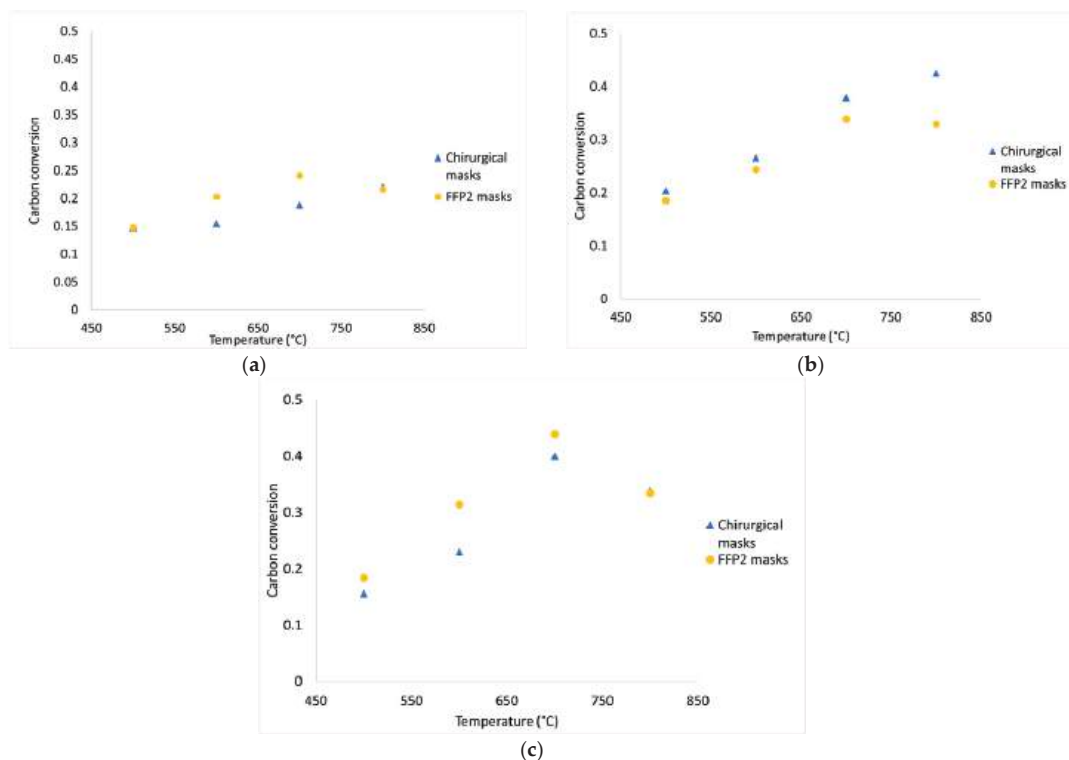 0.5
0.45
0.4
0.35
0.3
0.25
0.2
0.15
0.1
0.05
0
Carbon conversion
450
550
650
750
850
Temperature (°C)
Chirurgical
masks
FFP2 masks
(a)
0.5
0.4
0.3
0.2
0.1
0
Carbon conversion
450
550
650
750
850
Temperature (°C)
Chirurgical
masks
FFP2 masks
(b)
0.5
0.4
0.3
0.2
0.1
0
Carbon conversion
450
550
650
750
850
Temperature (°C)
Chirurgical
masks
FFP2 masks
(c)